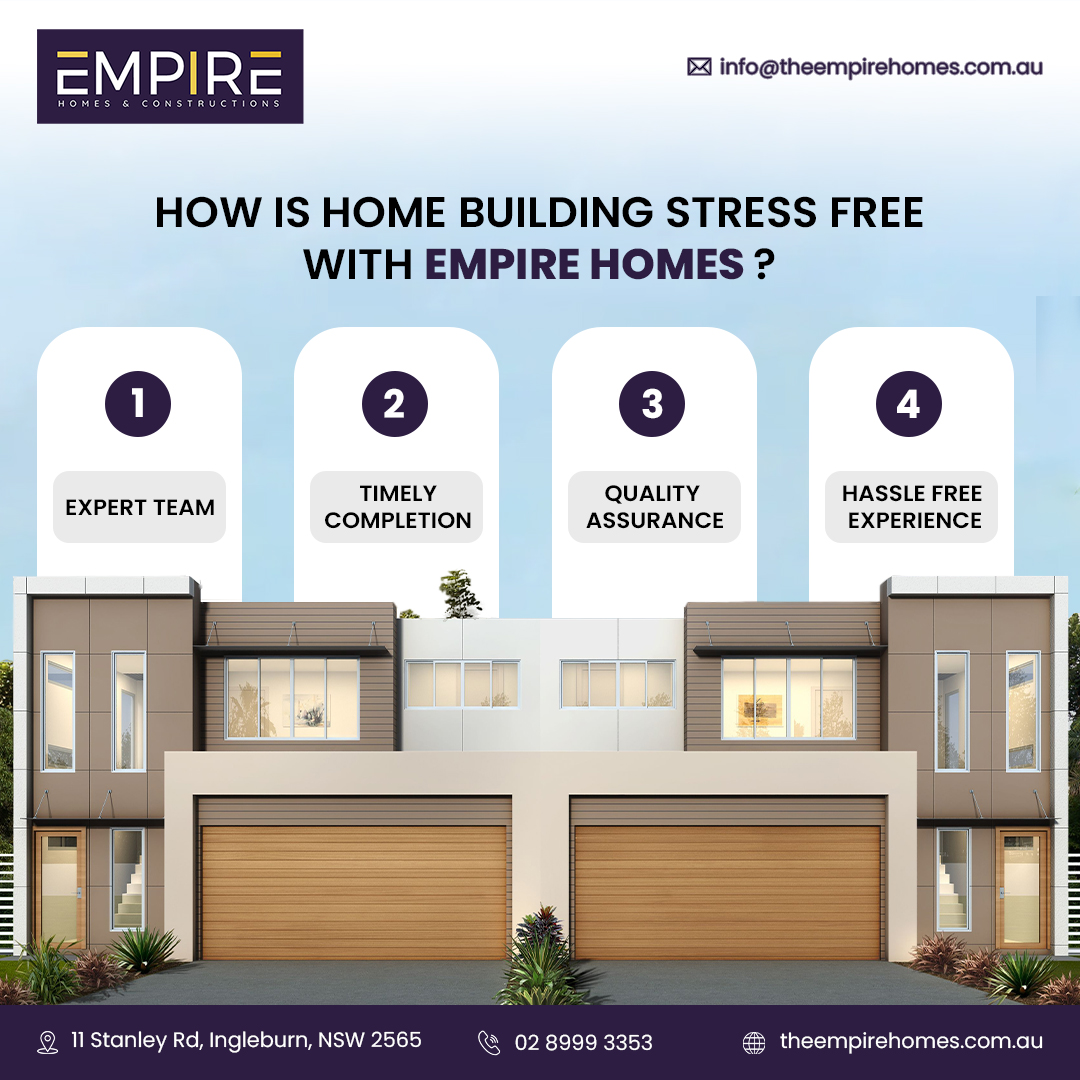 EMPIRE
HOMES & CONSTRUCTIONS
info@theempirehomes.com.au
HOW IS HOME BUILDING STRESS FREE
WITH EMPIRE HOMES ?
1
EXPERT TEAM
2
TIMELY
COMPLETION
3
QUALITY
ASSURANCE
4
HASSLE FREE
EXPERIENCE
11 Stanley Rd, Ingleburn, NSW 2565
02 8999 3353
theempirehomes.com.au